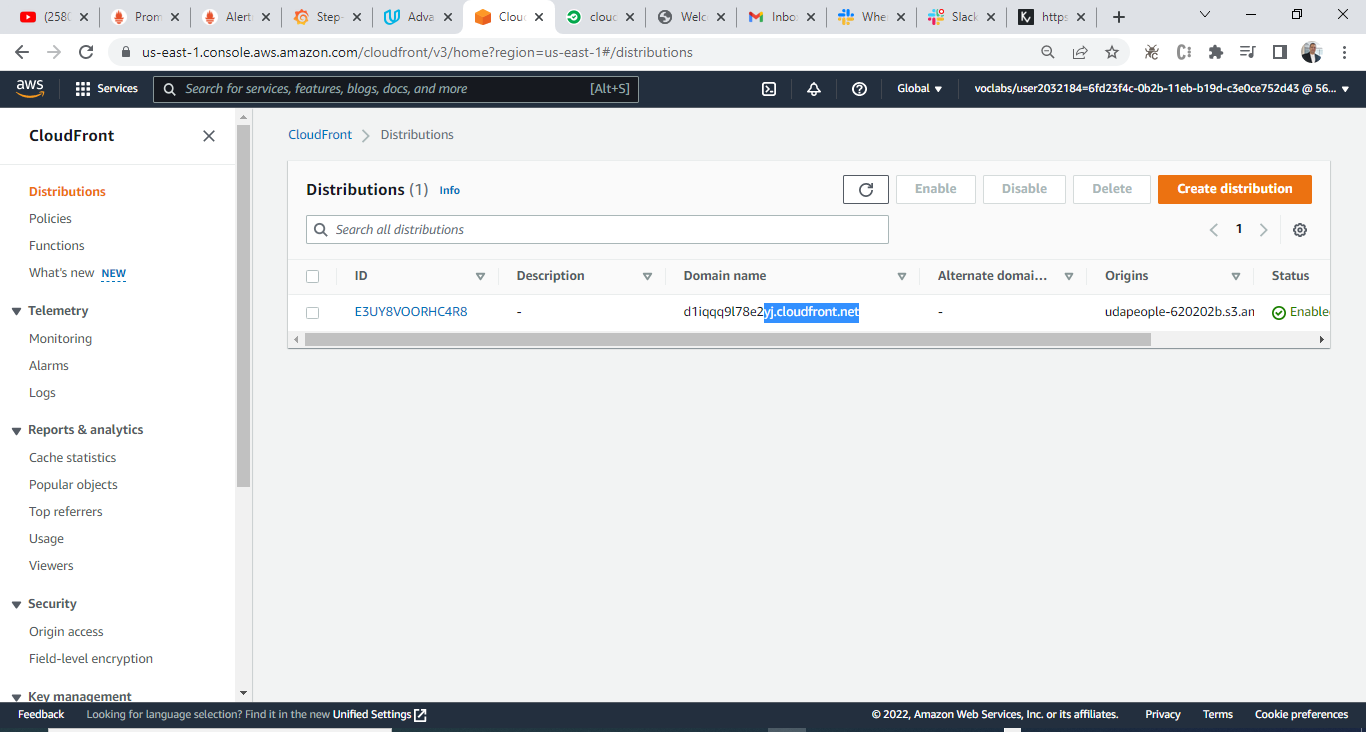 (2580
Prom
Alert
Step-
Adva
Clou
clouc
Welc
Inbo
Whe
Slack
https
us-east-1.console.aws.amazon.com/cloudfront/v3/home?region=us-east-1#/distributions
aws
Services
Search for services, features, blogs, docs, and more
[Alt+S]
Global
voclabs/user2032184=6fd23f4c-0b2b-11eb-b19d-c3e0ce752d43 @ 56...
CloudFront
Distributions
Policies
Functions
What's new NEW
Telemetry
Monitoring
Alarms
Logs
Reports & analytics
Cache statistics
Popular objects
Top referrers
Usage
Viewers
Security
Origin access
Field-level encryption
Key management
CloudFront > Distributions
Distributions (1) Info
Enable
Disable
Delete
Create distribution
Search all distributions
1
ID Description Domain name Alternate domai... Origins Status
E3UY8VOORHC4R8 - d1iqqq9l78e2yj.cloudfront.net - udapeople-620202b.s3.an Enable
Feedback Looking for language selection? Find it in the new Unified Settings © 2022, Amazon Web Services, Inc. or its affiliates. Privacy Terms Cookie preferences